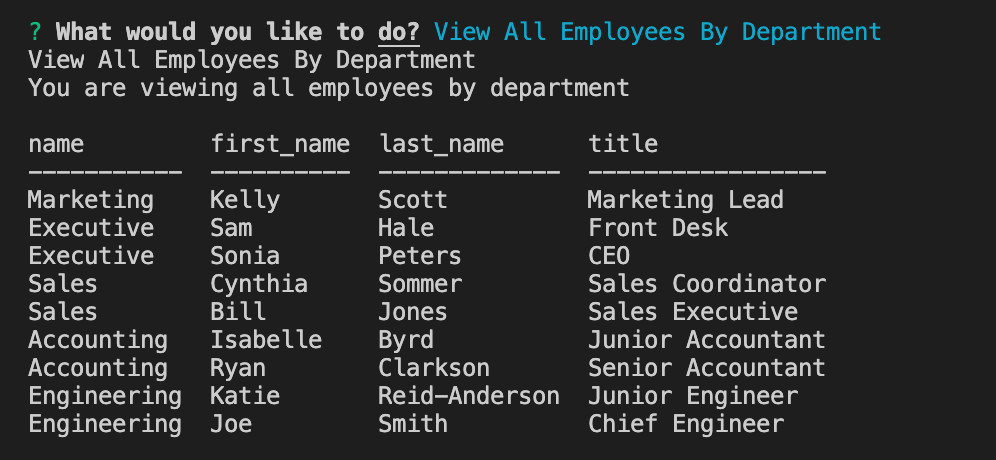 ? What would you like to do? View All Employees By Department
View All Employees By Department
You are viewing all employees by department
name         first_name  last_name      title
-----------  ----------  -------------  -----------------
Marketing    Kelly       Scott          Marketing Lead
Executive    Sam         Hale           Front Desk
Executive    Sonia       Peters         CEO
Sales        Cynthia     Sommer         Sales Coordinator
Sales        Bill        Jones          Sales Executive
Accounting   Isabelle    Byrd           Junior Accountant
Accounting   Ryan        Clarkson       Senior Accountant
Engineering  Katie       Reid-Anderson  Junior Engineer
Engineering  Joe         Smith          Chief Engineer